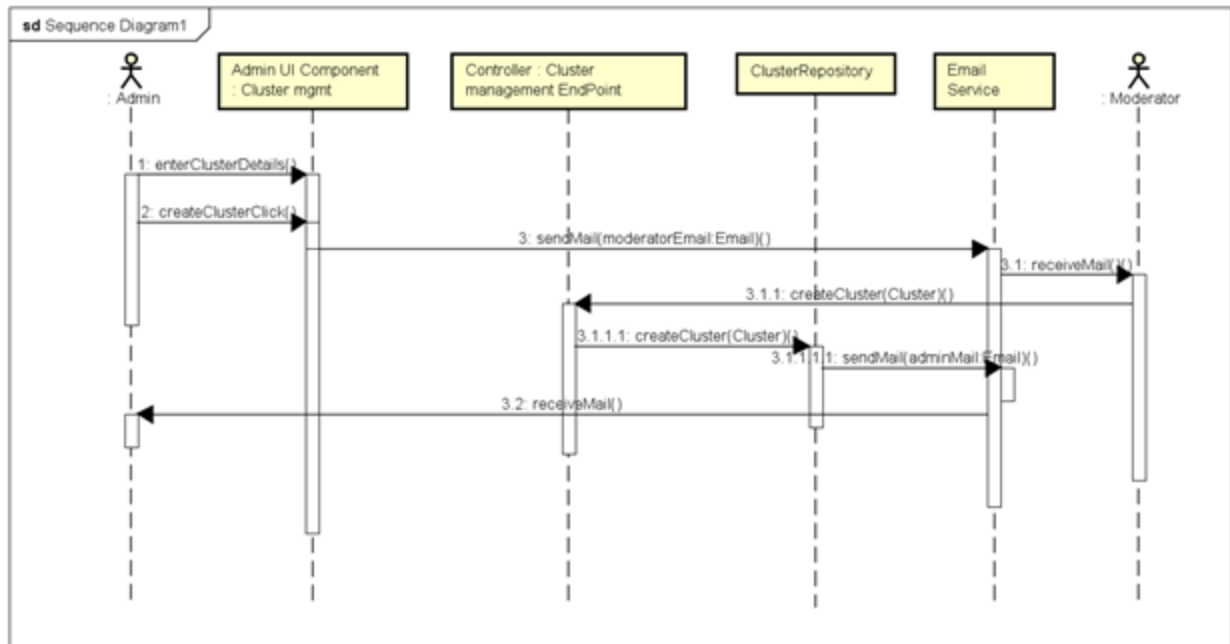 sd Sequence Diagram1
: Admin
Admin UI Component
: Cluster mgmt
Controller : Cluster
management EndPoint
ClusterRepository
Email
Service
: Moderator
1: enterClusterDetails()
2: createClusterClick()
3: sendMail(moderatorEmail:Email)()
3.1: receiveMail()()
3.1.1: createCluster(Cluster)()
3.1.1.1: createCluster(Cluster)()
3.1.1.1.1: sendMail(adminMail:Email)()
3.2: receiveMail()